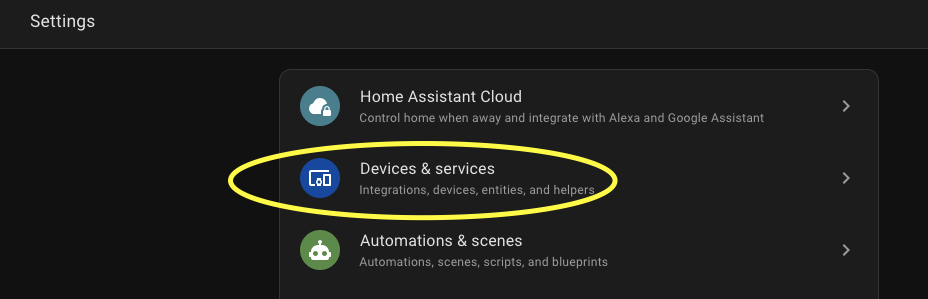 Settings
Home Assistant Cloud
Control home when away and integrate with Alexa and Google Assistant
Devices & services
Integrations, devices, entities, and helpers
Automations & scenes
Automations, scenes, scripts, and blueprints